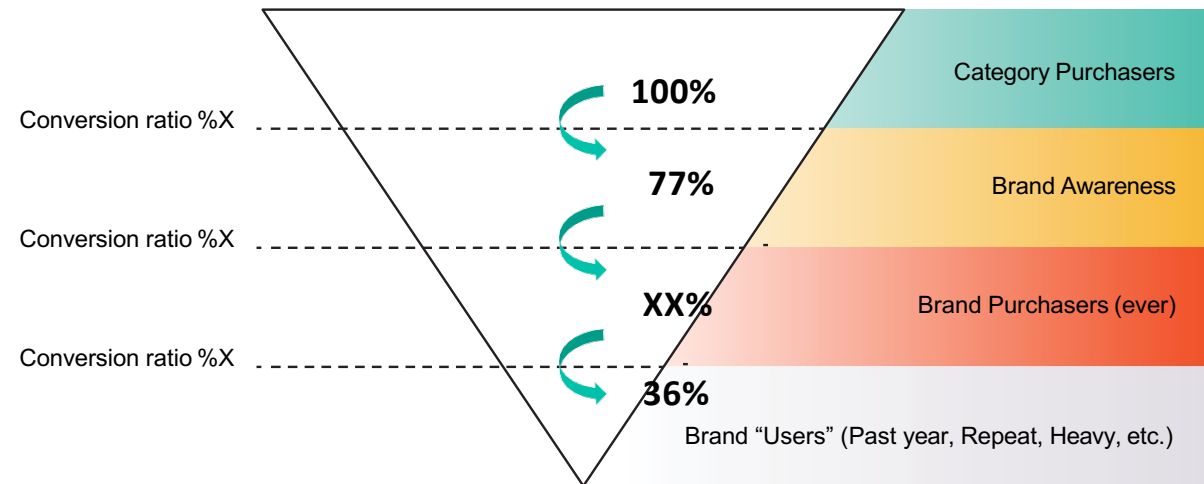 100%
Category Purchasers
Conversion ratio %X
77%
Brand Awareness
Conversion ratio %X
XX%
Brand Purchasers (ever)
Conversion ratio %X
36%
Brand “Users” (Past year, Repeat, Heavy, etc.)